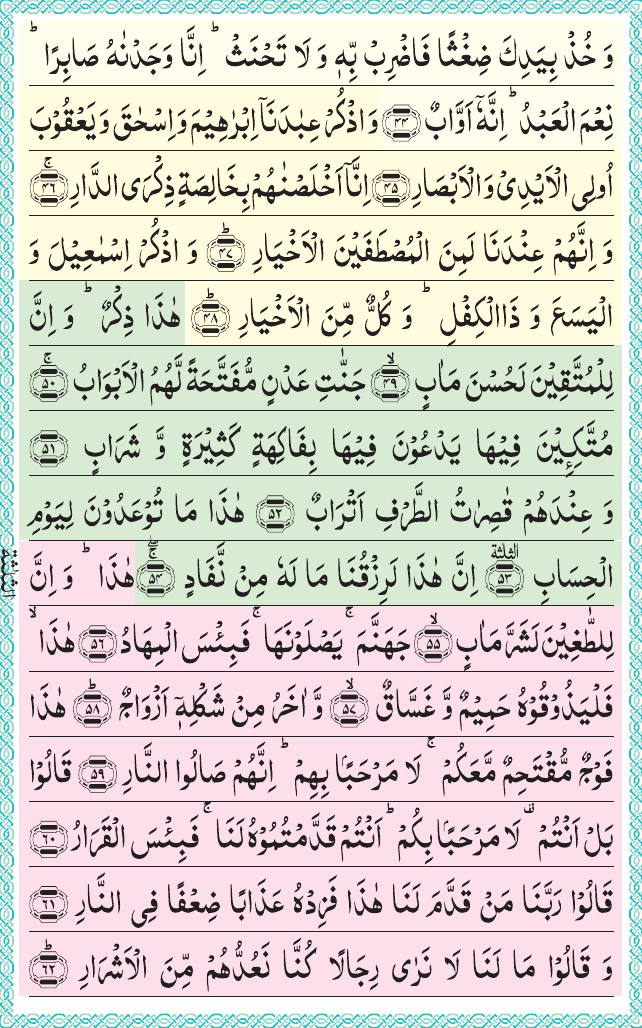 وَ خُذْ بِيَدِكَ ضِغْثًا فَاضْرِبْ بِّهٖ وَ لَا تَحْنَثْ ؕ اِنَّا وَجَدْنٰهُ صَابِرًا ؕ
نِعْمَ الْعَبْدُ ؕ اِنَّهٗۤ اَوَّابٌ ﴿۴۴﴾ وَ اذْكُرْ عِبٰدَنَاۤ اِبْرٰهِيْمَ وَ اِسْحٰقَ وَ يَعْقُوْبَ
اُولِی الْاَيْدِیْ وَ الْاَبْصَارِ ﴿۴۵﴾ اِنَّاۤ اَخْلَصْنٰهُمْ بِخَالِصَةٍ ذِكْرَی الدَّارِ ﴿ۚ۴۶﴾
وَ اِنَّهُمْ عِنْدَنَا لَمِنَ الْمُصْطَفَيْنَ الْاَخْيَارِ ﴿ؕ۴۷﴾ وَ اذْكُرْ اِسْمٰعِيْلَ وَ
الْيَسَعَ وَ ذَا الْكِفْلِ ؕ وَ كُلٌّ مِّنَ الْاَخْيَارِ ﴿ؕ۴۸﴾ هٰذَا ذِكْرٌ ؕ وَ اِنَّ
لِلْمُتَّقِيْنَ لَحُسْنَ مَاٰبٍ ﴿ۙ۴۹﴾ جَنّٰتِ عَدْنٍ مُّفَتَّحَةً لَّهُمُ الْاَبْوَابُ ﴿ۚ۵۰﴾
مُتَّكِـِٕيْنَ فِيْهَا يَدْعُوْنَ فِيْهَا بِفَاكِهَةٍ كَثِيْرَةٍ وَّ شَرَابٍ ﴿۵۱﴾
وَ عِنْدَهُمْ قٰصِرٰتُ الطَّرْفِ اَتْرَابٌ ﴿۵۲﴾ هٰذَا مَا تُوْعَدُوْنَ لِيَوْمِ
الْحِسَابِ ﴿۵۳﴾ الثلثة اِنَّ هٰذَا لَرِزْقُنَا مَا لَهٗ مِنْ نَّفَادٍ ﴿ۚۖ۵۴﴾ هٰذَا ؕ وَ اِنَّ
الثلثة
لِلطّٰغِيْنَ لَشَرَّ مَاٰبٍ ﴿ۙ۵۵﴾ جَهَنَّمَ ۚ يَصْلَوْنَهَا ۚ فَبِئْسَ الْمِهَادُ ﴿۵۶﴾ هٰذَا ۙ
فَلْيَذُوْقُوْهُ حَمِيْمٌ وَّ غَسَّاقٌ ﴿ۙ۵۷﴾ وَّ اٰخَرُ مِنْ شَكْلِهٖۤ اَزْوَاجٌ ﴿ؕ۵۸﴾ هٰذَا
فَوْجٌ مُّقْتَحِمٌ مَّعَكُمْ ۚ لَا مَرْحَبًۢا بِهِمْ ؕ اِنَّهُمْ صَالُوا النَّارِ ﴿۵۹﴾ قَالُوْا
بَلْ اَنْتُمْ ۟ لَا مَرْحَبًۢا بِكُمْ ؕ اَنْتُمْ قَدَّمْتُمُوْهُ لَنَا ۚ فَبِئْسَ الْقَرَارُ ﴿۶۰﴾
قَالُوْا رَبَّنَا مَنْ قَدَّمَ لَنَا هٰذَا فَزِدْهُ عَذَابًا ضِعْفًا فِی النَّارِ ﴿۶۱﴾
وَ قَالُوْا مَا لَنَا لَا نَرٰی رِجَالًا كُنَّا نَعُدُّهُمْ مِّنَ الْاَشْرَارِ ﴿ؕ۶۲﴾